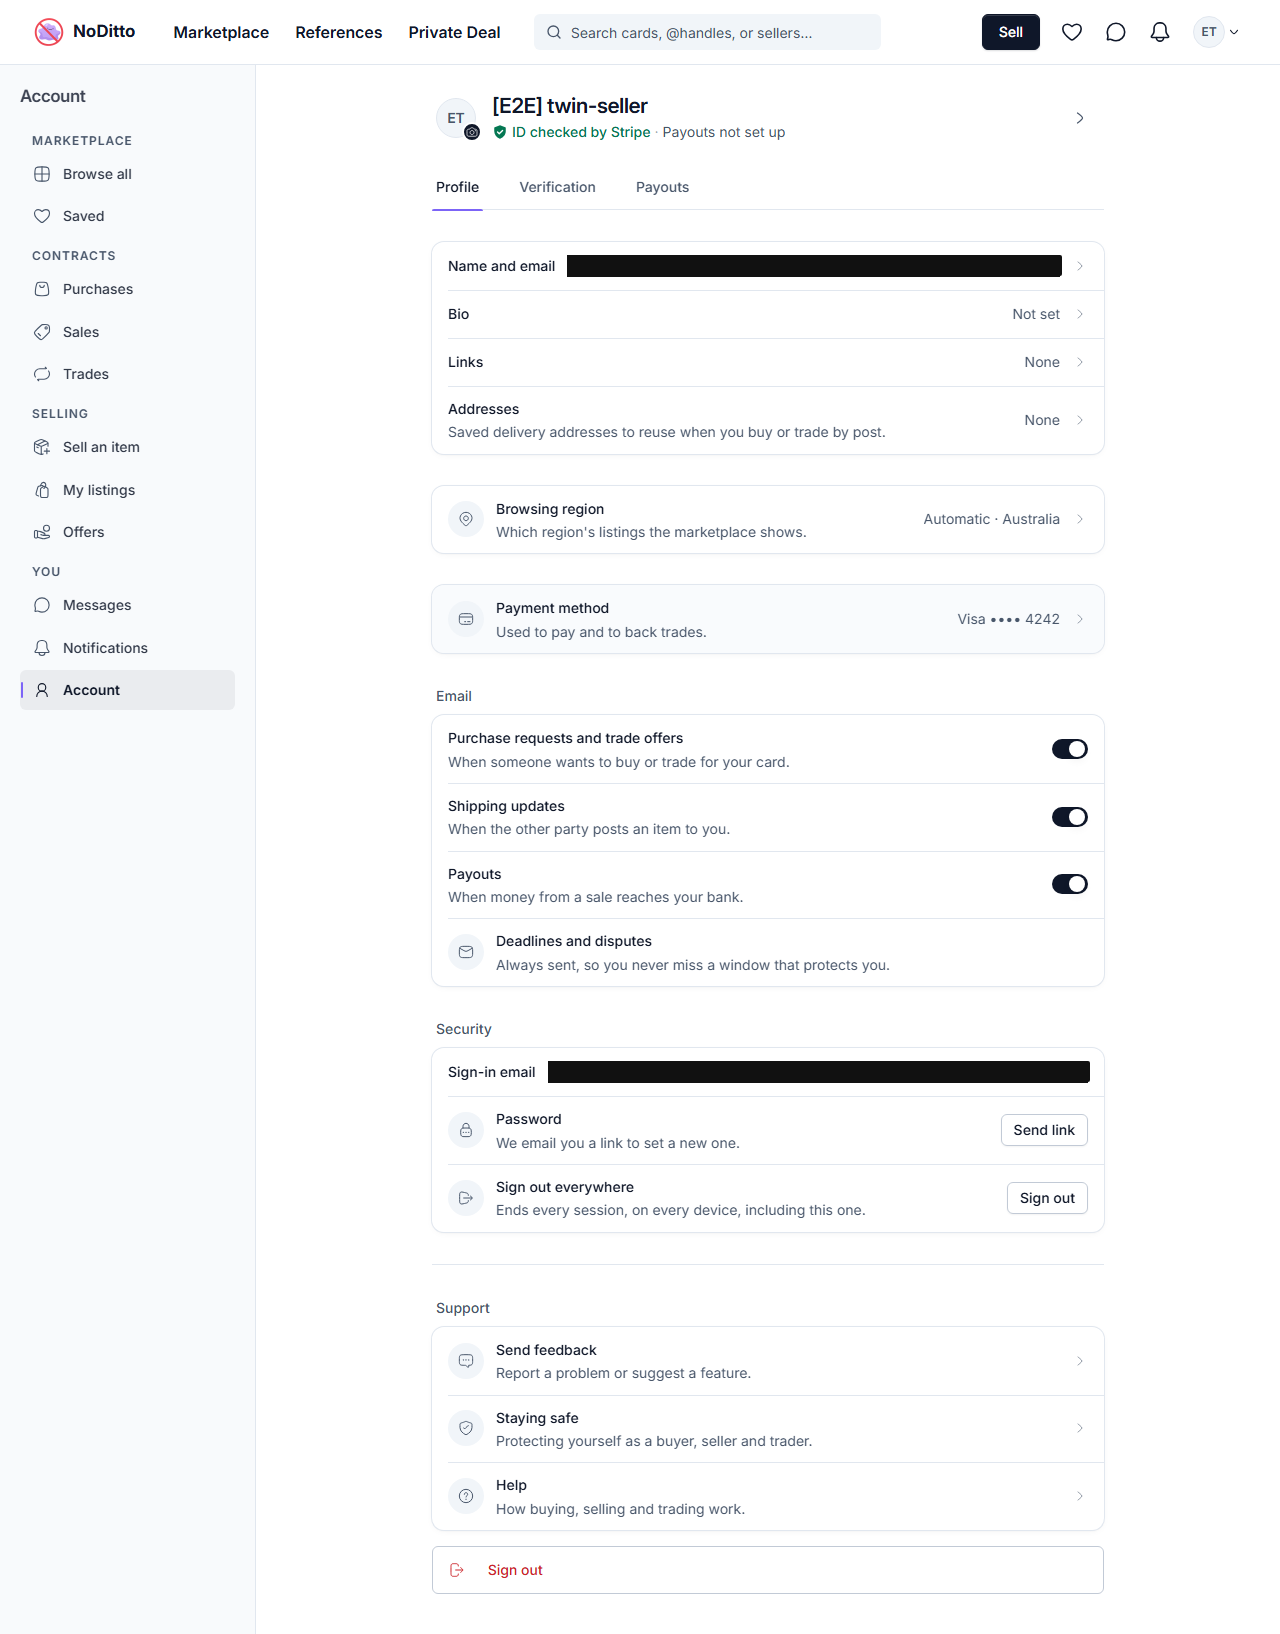 NoDitto
Marketplace
References
Private Deal
Search cards, @handles, or sellers...
Sell
ET
Account
MARKETPLACE
Browse all
Saved
CONTRACTS
Purchases
Sales
Trades
SELLING
Sell an item
My listings
Offers
YOU
Messages
Notifications
Account
ET
[E2E] twin-seller
ID checked by Stripe · Payouts not set up
Profile
Verification
Payouts
Name and email
Bio
Not set
Links
None
Addresses
Saved delivery addresses to reuse when you buy or trade by post.
None
Browsing region
Which region's listings the marketplace shows.
Automatic · Australia
Payment method
Used to pay and to back trades.
Visa •••• 4242
Email
Purchase requests and trade offers
When someone wants to buy or trade for your card.
Shipping updates
When the other party posts an item to you.
Payouts
When money from a sale reaches your bank.
Deadlines and disputes
Always sent, so you never miss a window that protects you.
Security
Sign-in email
Password
We email you a link to set a new one.
Send link
Sign out everywhere
Ends every session, on every device, including this one.
Sign out
Support
Send feedback
Report a problem or suggest a feature.
Staying safe
Protecting yourself as a buyer, seller and trader.
Help
How buying, selling and trading work.
Sign out